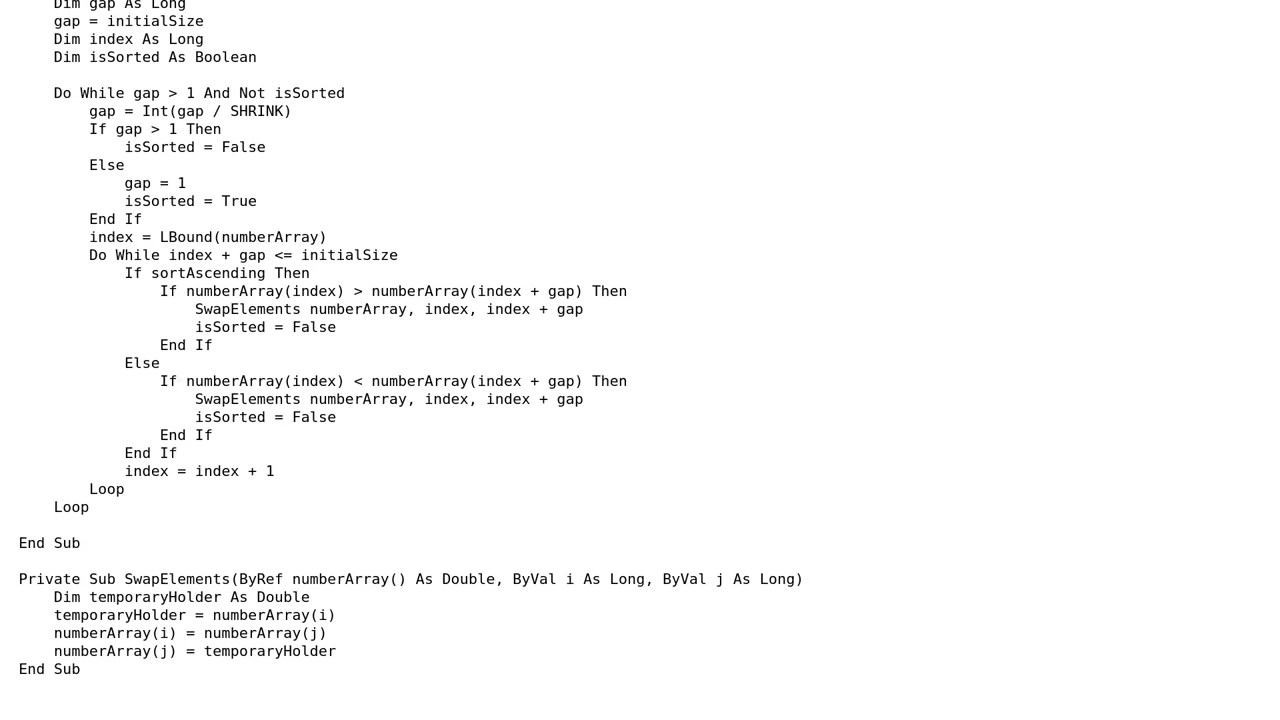 Dim gap As Long
    gap = initialSize
    Dim index As Long
    Dim isSorted As Boolean

    Do While gap > 1 And Not isSorted
        gap = Int(gap / SHRINK)
        If gap > 1 Then
            isSorted = False
        Else
            gap = 1
            isSorted = True
        End If
        index = LBound(numberArray)
        Do While index + gap <= initialSize
            If sortAscending Then
                If numberArray(index) > numberArray(index + gap) Then
                    SwapElements numberArray, index, index + gap
                    isSorted = False
                End If
            Else
                If numberArray(index) < numberArray(index + gap) Then
                    SwapElements numberArray, index, index + gap
                    isSorted = False
                End If
            End If
            index = index + 1
        Loop
    Loop

End Sub

Private Sub SwapElements(ByRef numberArray() As Double, ByVal i As Long, ByVal j As Long)
    Dim temporaryHolder As Double
    temporaryHolder = numberArray(i)
    numberArray(i) = numberArray(j)
    numberArray(j) = temporaryHolder
End Sub